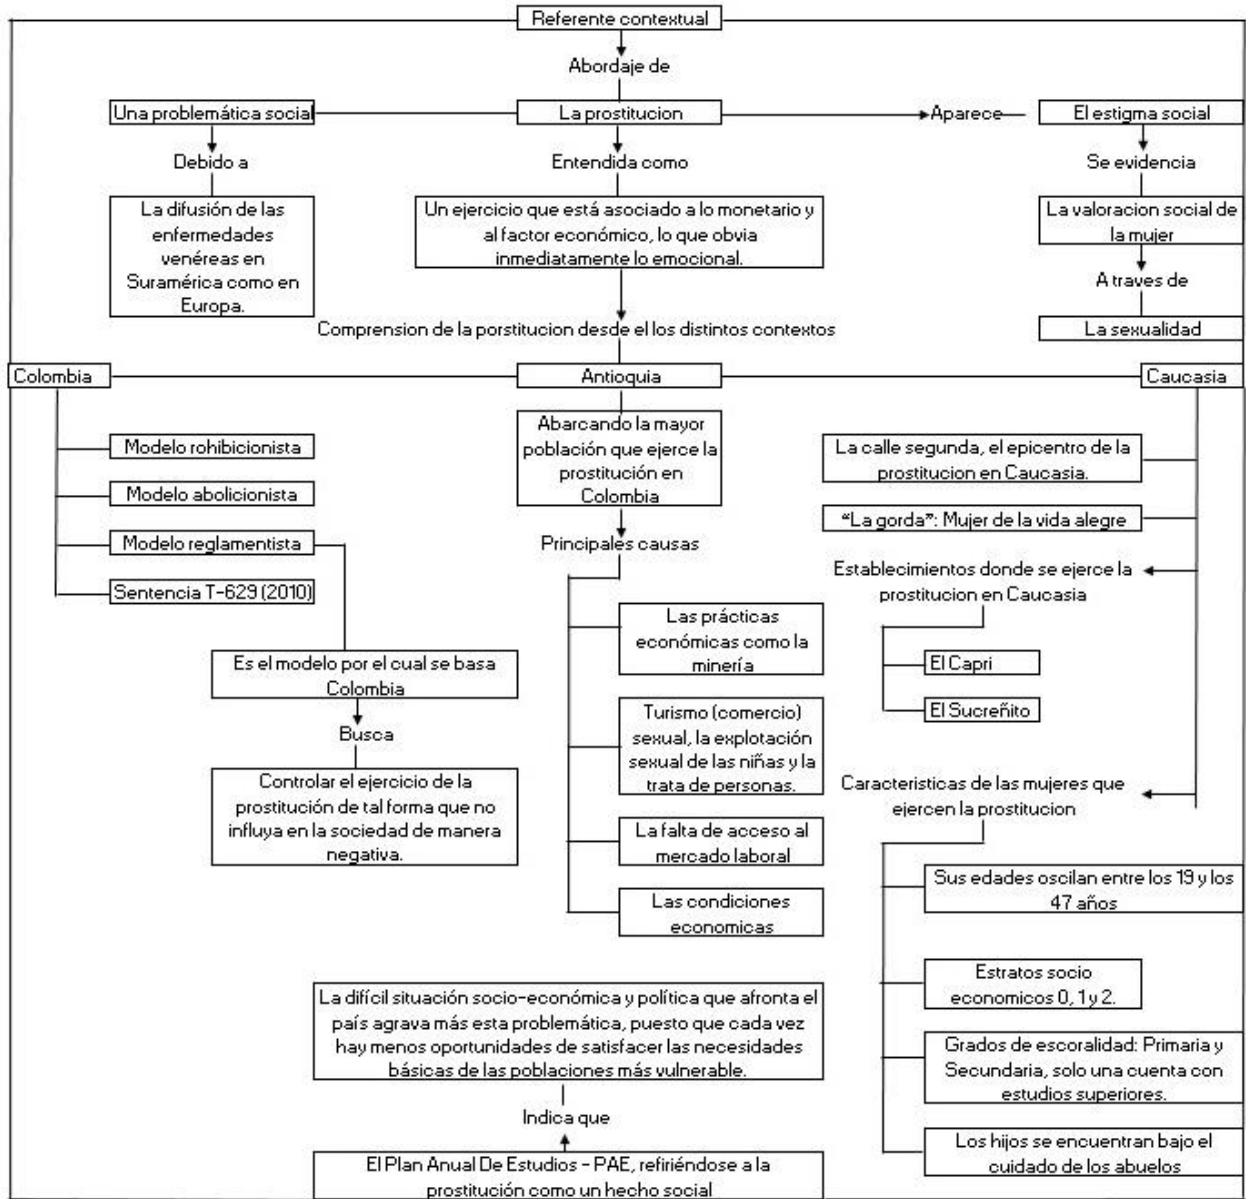 Referente contextual
Abordaje de
Una problemática social
La prostitucion
Aparece
El estigma social
Debido a
Entendida como
Se evidencia
La difusión de las
enfermedades
venéreas en
Suramérica como en
Europa.
Un ejercicio que está asociado a lo monetario y
al factor económico, lo que obvia
inmediatamente lo emocional.
La valoracion social de
la mujer
A traves de
La sexualidad
Comprension de la porstitucion desde el los distintos contextos
Colombia
Antioquia
Caucasia
Modelo rohibicionista
Modelo abolicionista
Modelo reglamentista
Sentencia T-629 (2010)
Es el modelo por el cual se basa
Colombia
Busca
Controlar el ejercicio de la
prostitución de tal forma que no
influya en la sociedad de manera
negativa.
Abarcando la mayor
población que ejerce la
prostitución en
Colombia
Principales causas
Las prácticas
económicas como la
minería
Turismo (comercio)
sexual, la explotación
sexual de las niñas y la
trata de personas.
La falta de acceso al
mercado laboral
Las condiciones
economicas
La calle segunda, el epicentro de la
prostitucion en Caucasia.
“La gorda”: Mujer de la vida alegre
Establecimientos donde se ejerce la
prostitucion en Caucasia
El Capri
El Sucreñito
Caracteristicas de las mujeres que
ejercen la prostitucion
Sus edades oscilan entre los 19 y los
47 años
Estratos socio
economicos 0, 1 y 2.
Grados de escoralidad: Primaria y
Secundaria, solo una cuenta con
estudios superiores.
Los hijos se encuentran bajo el
cuidado de los abuelos
La difícil situación socio-económica y política que afronta el
país agrava más esta problemática, puesto que cada vez
hay menos oportunidades de satisfacer las necesidades
básicas de las poblaciones más vulnerable.
Indica que
El Plan Anual De Estudios - PAE, refiriéndose a la
prostitución como un hecho social